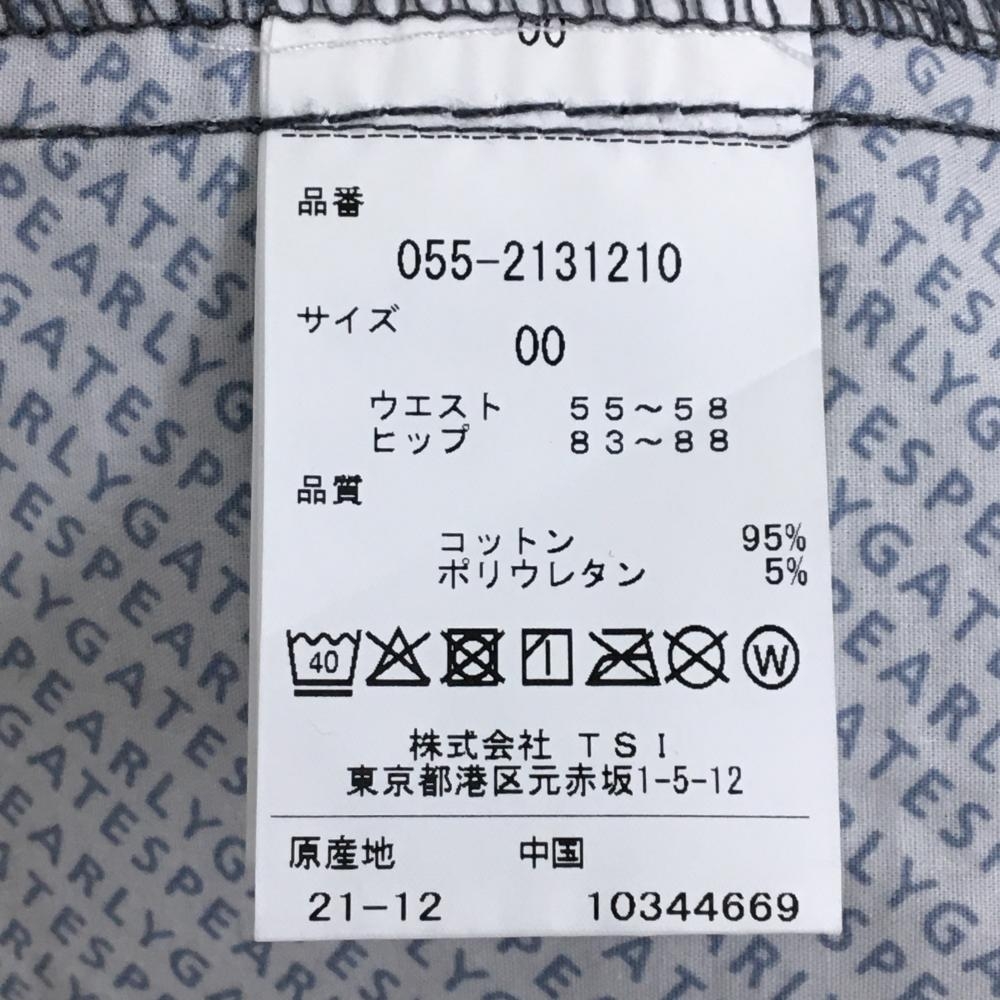 00
品番
055-2131210
サイズ
00
ウエスト 55～58
ヒップ 83～88
品質
コットン 95%
ポリウレタン 5%
40 W
株式会社 TSI
東京都港区元赤坂1-5-12
原産地 中国
21-12 10344669
PEARLYGATES